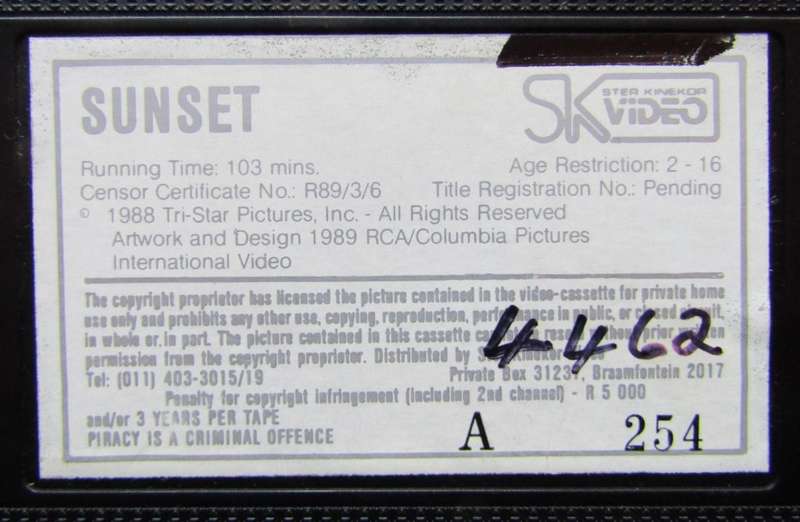 SUNSET
STER KINEKOR
SK VIDEO
Running Time: 103 mins.
Age Restriction: 2 - 16
Censor Certificate No.: R89/3/6
Title Registration No.: Pending
© 1988 Tri-Star Pictures, Inc. - All Rights Reserved
Artwork and Design 1989 RCA/Columbia Pictures
International Video
The copyright proprietor has licensed the picture contained in the video-cassette for private home
use only and prohibits any other use, copying, reproduction, performance in public, or closed circuit,
in whole or in part. The picture contained in this cassette
permission from the copyright proprietor. Distributed by
4462
Tel: (011) 403-3015/19
Private Box 31237, Braamfontein 2017
Penalty for copyright infringement (including 2nd channel) - R 5 000
and/or 3 YEARS PER TAPE
PIRACY IS A CRIMINAL OFFENCE
A 254